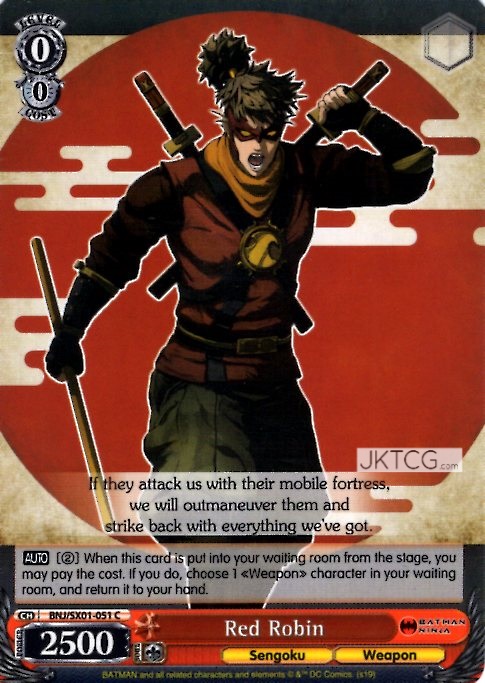 LEVEL
0
0
COST
JKTCG.com
If they attack us with their mobile fortress,
we will outmaneuver them and
strike back with everything we've got.
AUTO [②] When this card is put into your waiting room from the stage, you
may pay the cost. If you do, choose 1 «Weapon» character in your waiting
room, and return it to your hand.
CH BNJ/SX01-051 C
POWER 2500
Red Robin
BATMAN
NINJA
Sengoku Weapon
BATMAN and all related characters and elements © & ™ DC Comics. (s19)